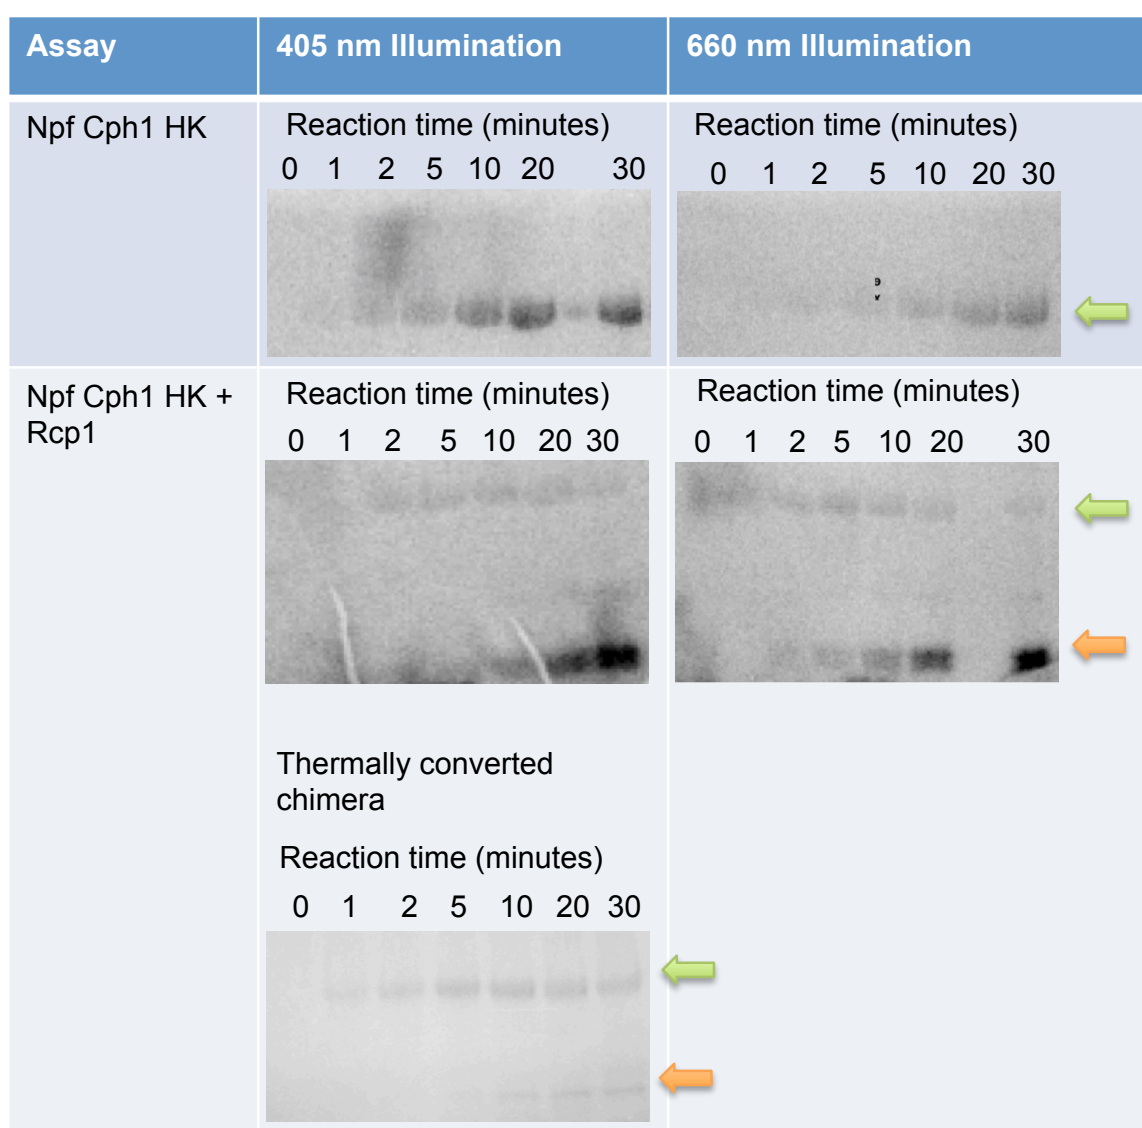 Assay
405 nm Illumination
660 nm Illumination
Npf Cph1 HK
Reaction time (minutes)
0 1 2 5 10 20 30
Reaction time (minutes)
0 1 2 5 10 20 30
Npf Cph1 HK +
Rcp1
Reaction time (minutes)
0 1 2 5 10 20 30
Reaction time (minutes)
0 1 2 5 10 20 30
Thermally converted
chimera
Reaction time (minutes)
0 1 2 5 10 20 30